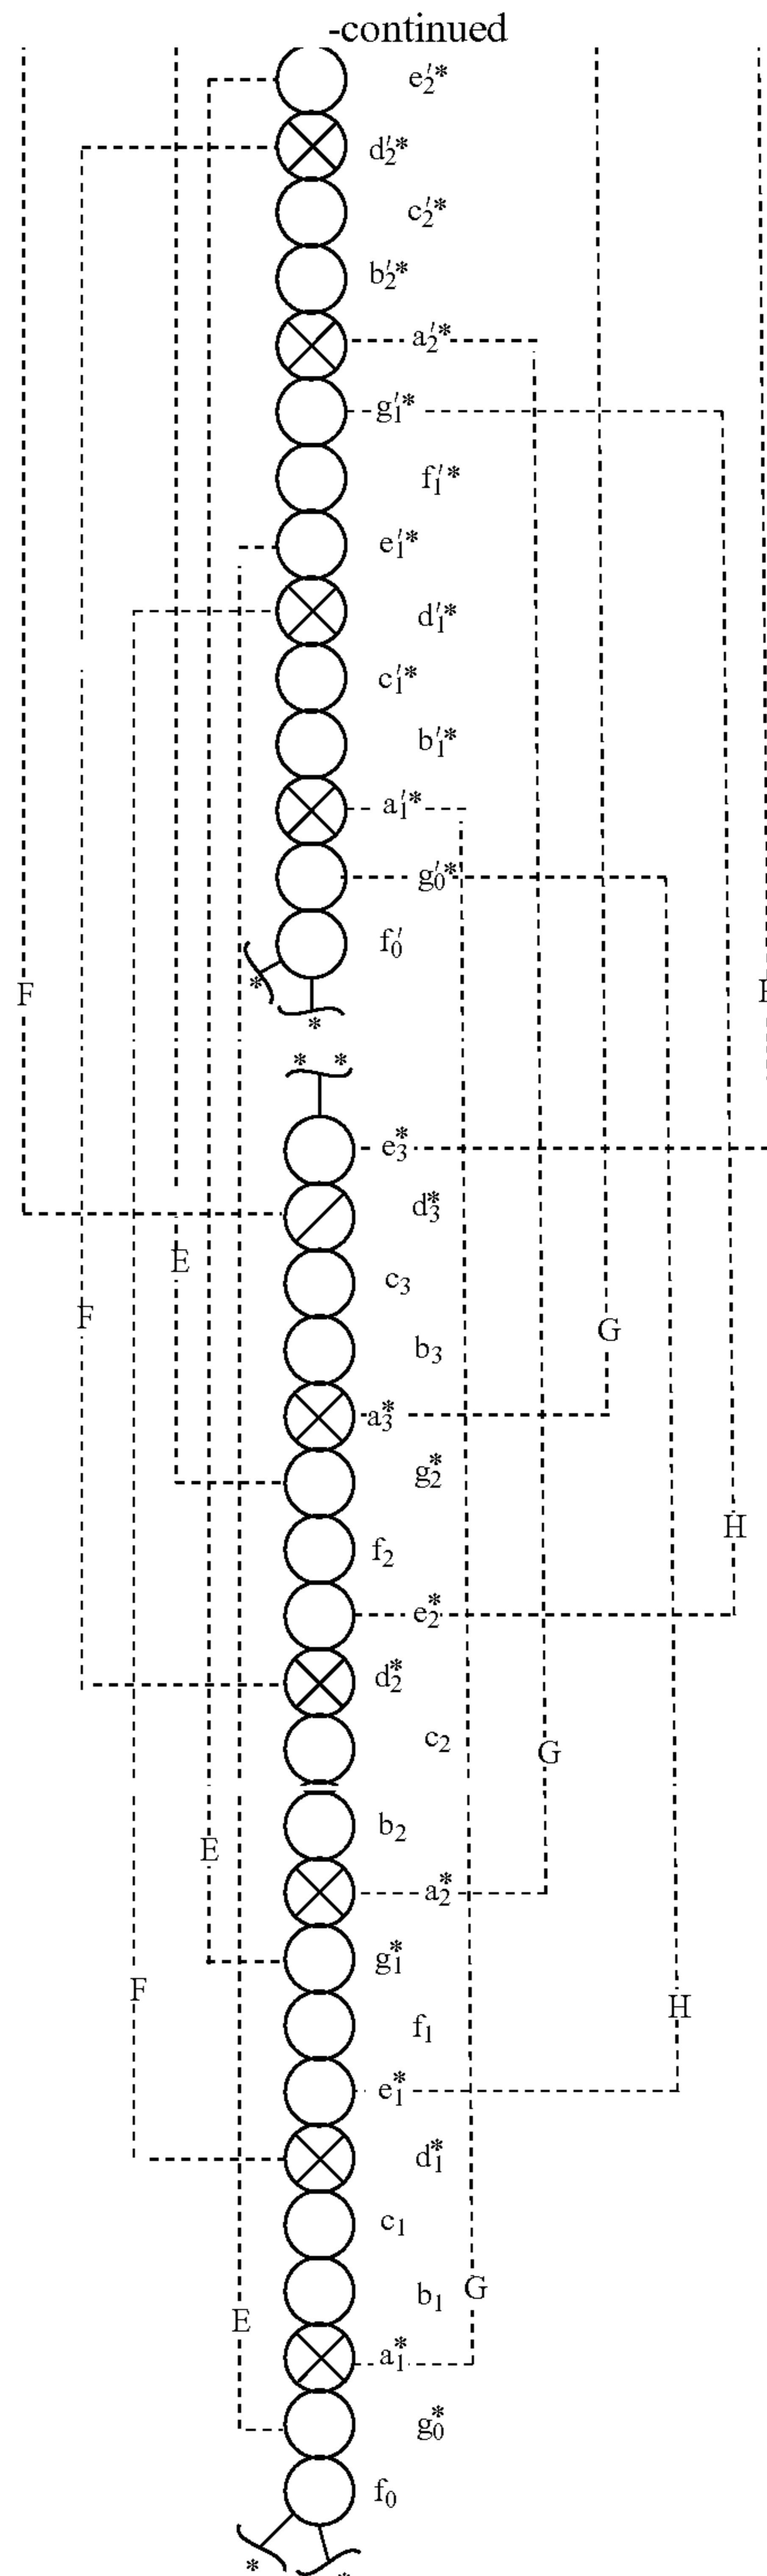 -continued
e₂′*
d₂′*
c₂′*
b₂′*
a₂′*
g₁′*
f₁′*
e₁′*
d₁′*
c₁′*
b₁′*
a₁′*
g₀′*
f₀′
F
*
*
* *
e₃*
d₃*
E
c₃
F
G
b₃
a₃*
g₂*
H
f₂
e₂*
d₂*
c₂
G
b₂
E
a₂*
g₁*
F
H
f₁
e₁*
d₁*
c₁
b₁
G
E
a₁*
g₀*
f₀
*
*